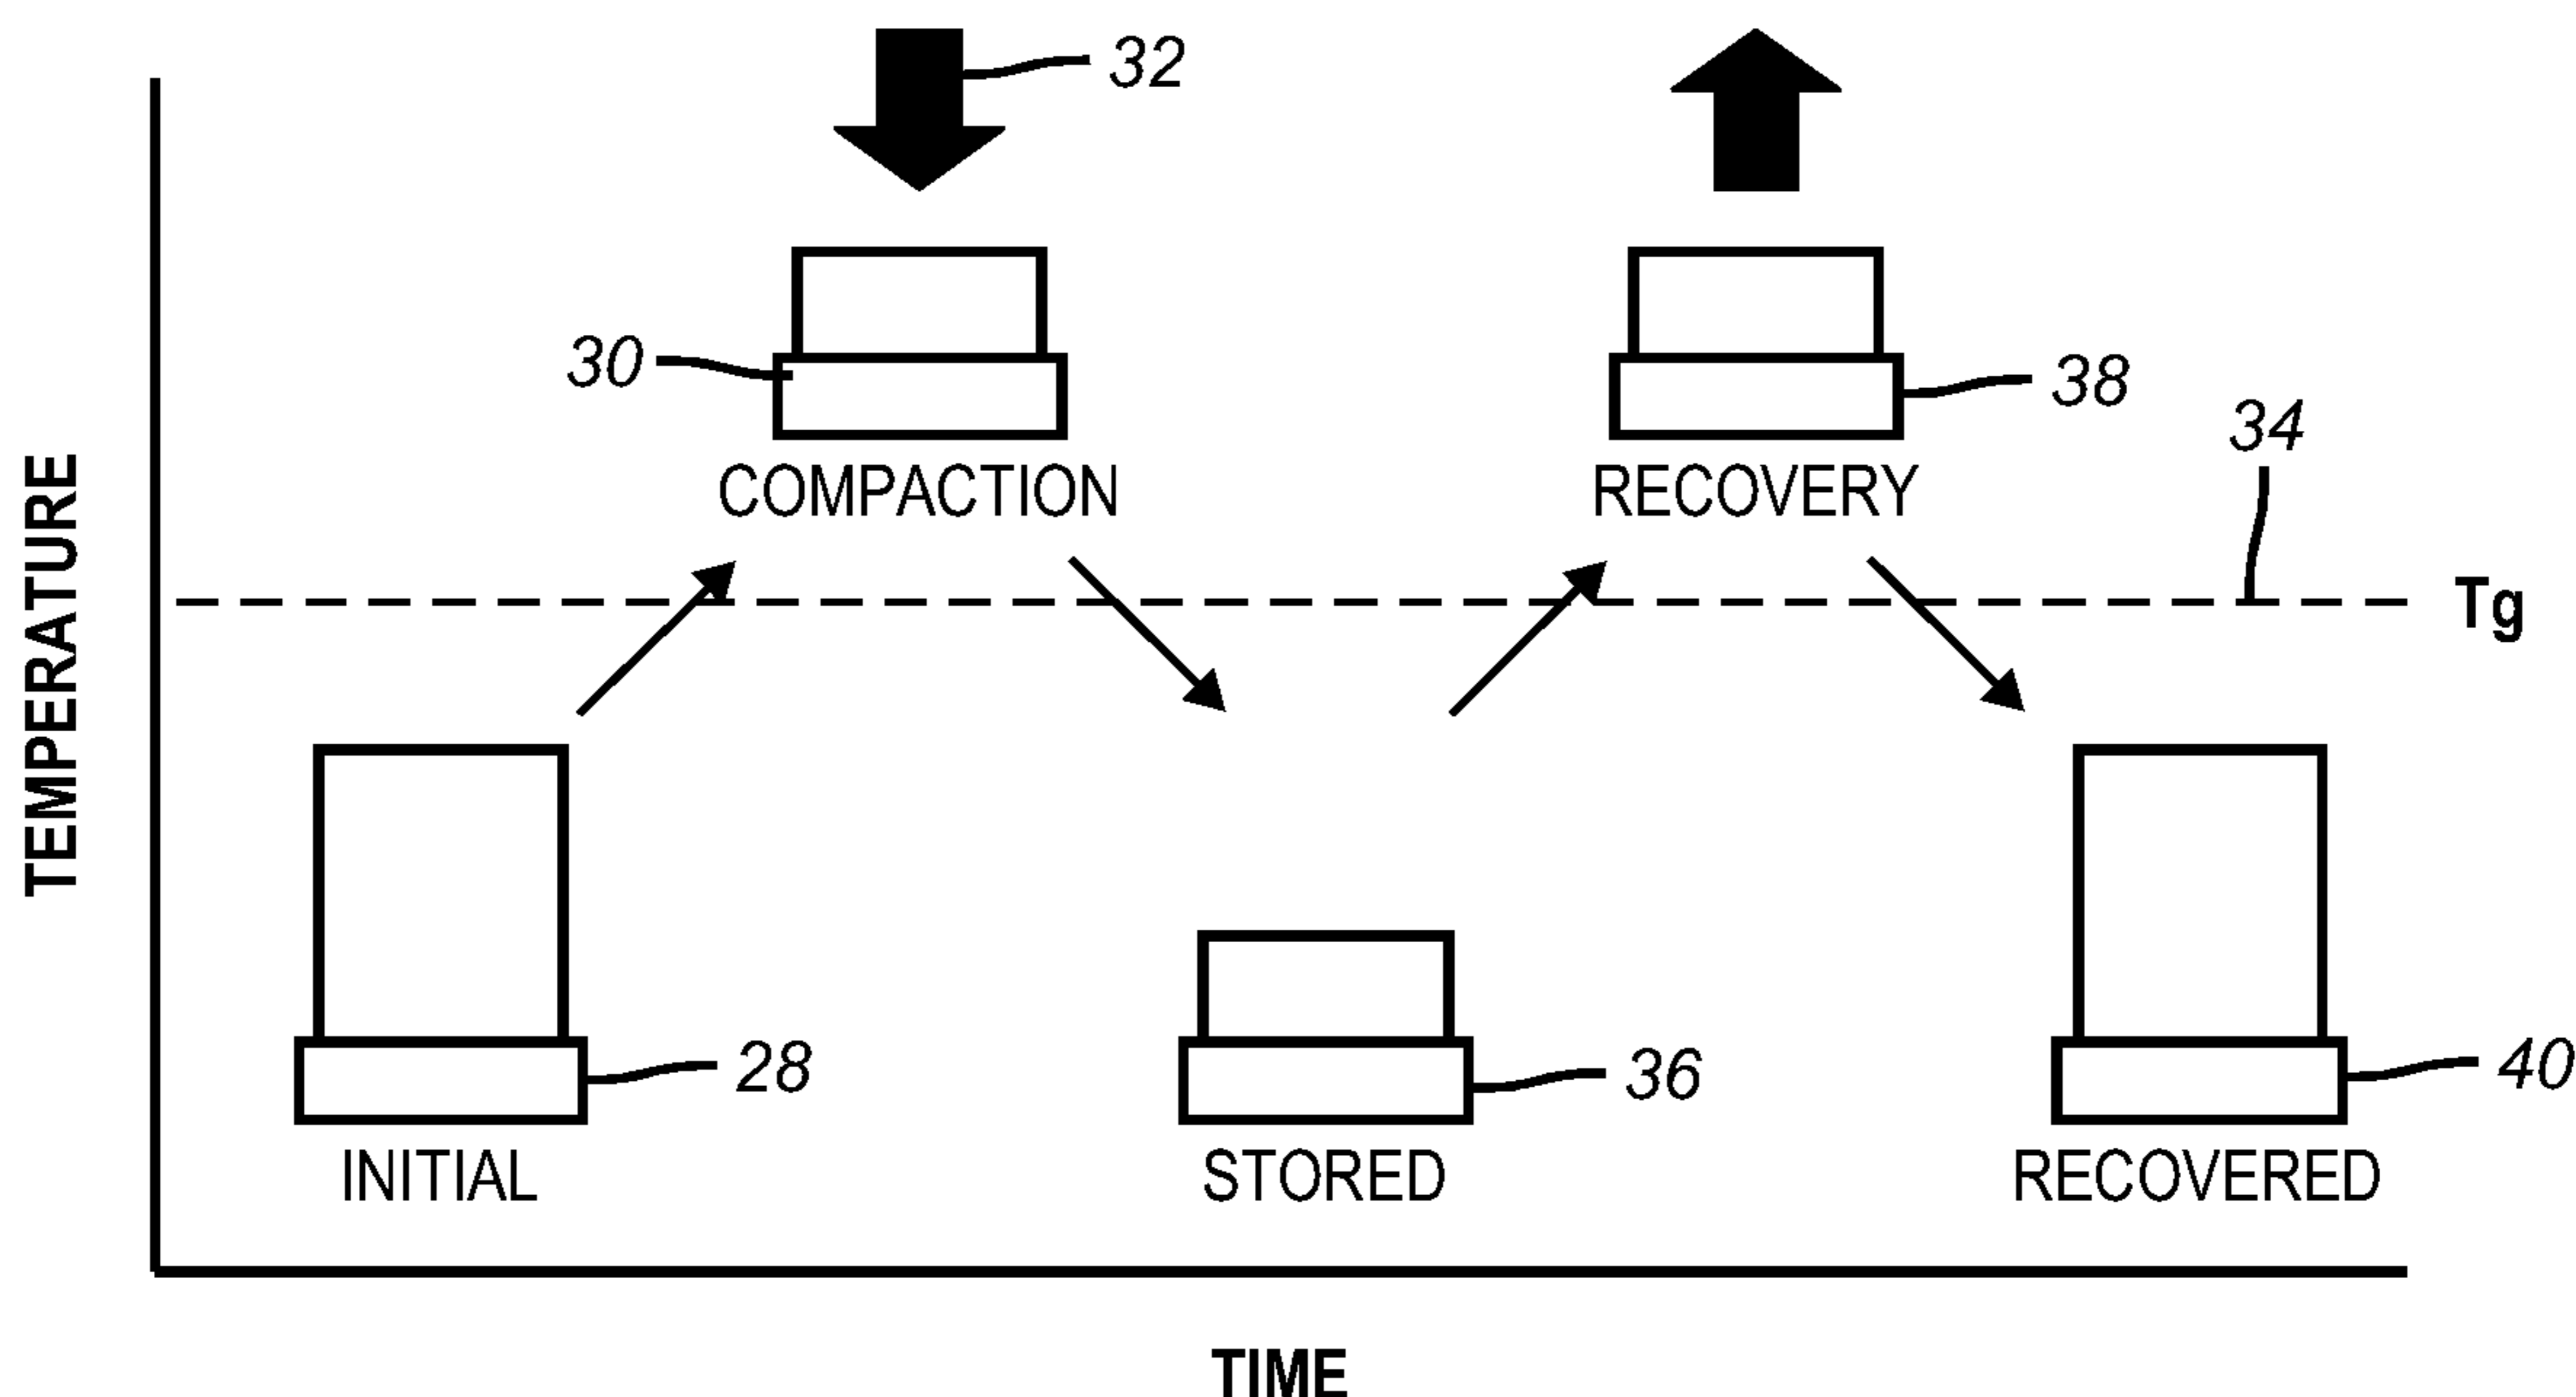 32
30
38
34
COMPACTION
RECOVERY
Tg
TEMPERATURE
28
36
40
INITIAL
STORED
RECOVERED
TIME